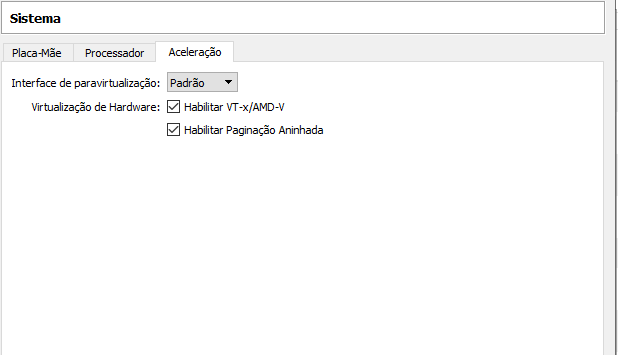 Sistema
Placa-Mãe Processador Aceleração
Interface de paravirtualização: Padrão
Virtualização de Hardware: Habilitar VT-x/AMD-V
Habilitar Paginação Aninhada